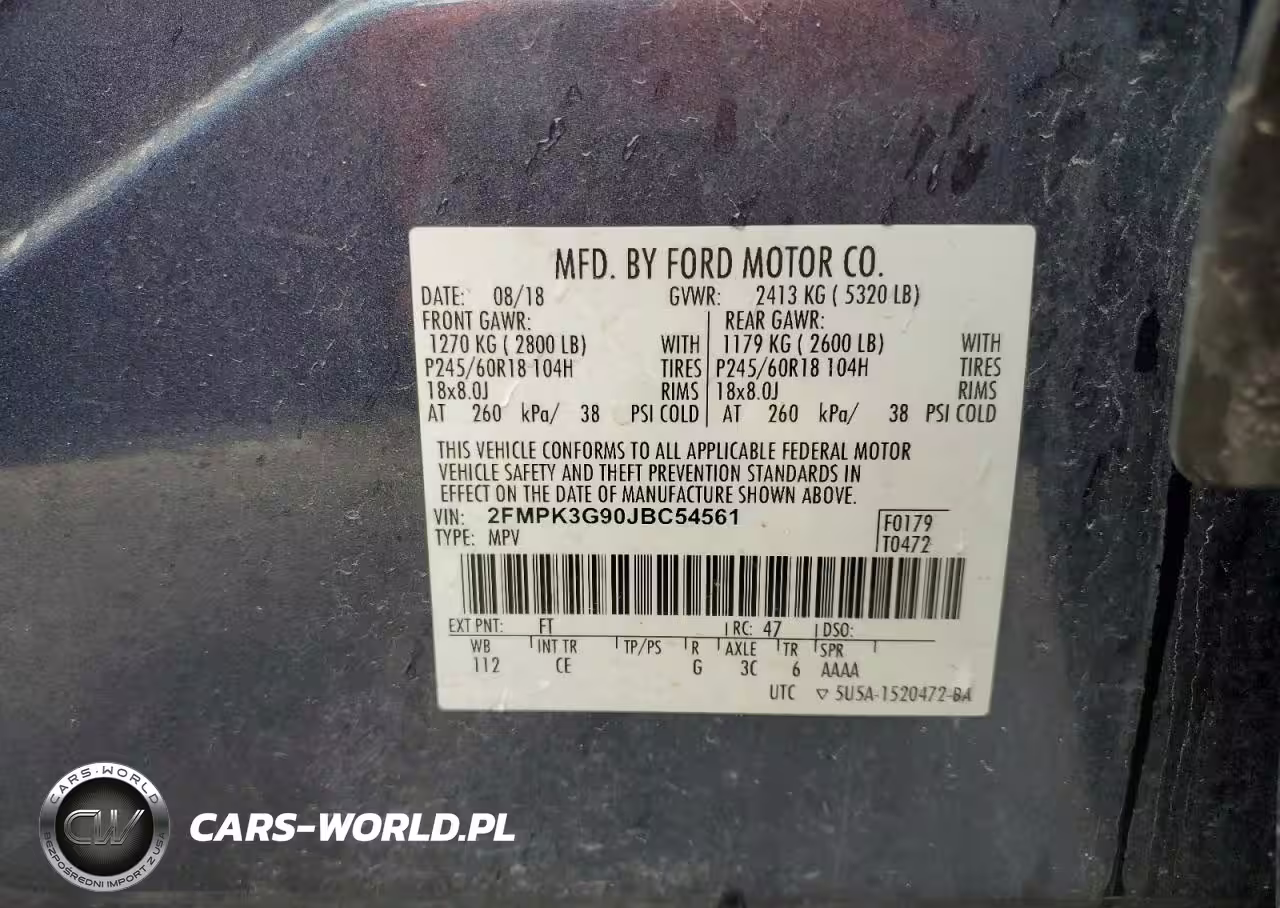 MFD. BY FORD MOTOR CO.
DATE: 08/18 GVWR: 2413 KG ( 5320 LB)
FRONT GAWR: REAR GAWR:
1270 KG ( 2800 LB) WITH 1179 KG ( 2600 LB) WITH
P245/60R18 104H TIRES P245/60R18 104H TIRES
18x8.0J RIMS 18x8.0J RIMS
AT 260 kPa/ 38 PSI COLD AT 260 kPa/ 38 PSI COLD
THIS VEHICLE CONFORMS TO ALL APPLICABLE FEDERAL MOTOR
VEHICLE SAFETY AND THEFT PREVENTION STANDARDS IN
EFFECT ON THE DATE OF MANUFACTURE SHOWN ABOVE.
VIN: 2FMPK3G90JBC54561 F0179
TYPE: MPV T0472
EXT PNT: FT RC: 47 DSO:
WB INT TR TP/PS R AXLE TR SPR
112 CE G 3C 6 AAAA
UTC ▽ 5U5A-1520472-BA
CARS-WORLD
CW
BEZPOŚREDNI IMPORT Z USA
CARS-WORLD.PL